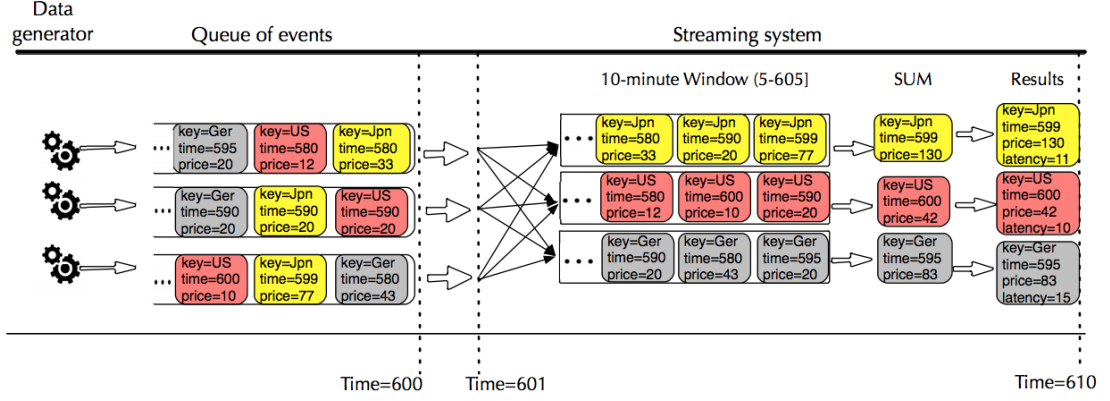 Data
generator
Queue of events
Streaming system
10-minute Window (5-605]
SUM
Results
key=Ger
time=595
price=20
key=US
time=580
price=12
key=Jpn
time=580
price=33
key=Jpn
time=580
price=33
key=Jpn
time=590
price=20
key=Jpn
time=599
price=77
key=Jpn
time=599
price=130
key=Jpn
time=599
price=130
latency=11
key=Ger
time=590
price=20
key=Jpn
time=590
price=20
key=US
time=590
price=20
key=US
time=580
price=12
key=US
time=600
price=10
key=US
time=590
price=20
key=US
time=600
price=42
key=US
time=600
price=42
latency=10
key=US
time=600
price=10
key=Jpn
time=599
price=77
key=Ger
time=580
price=43
key=Ger
time=590
price=20
key=Ger
time=580
price=43
key=Ger
time=595
price=20
key=Ger
time=595
price=83
key=Ger
time=595
price=83
latency=15
Time=600
Time=601
Time=610